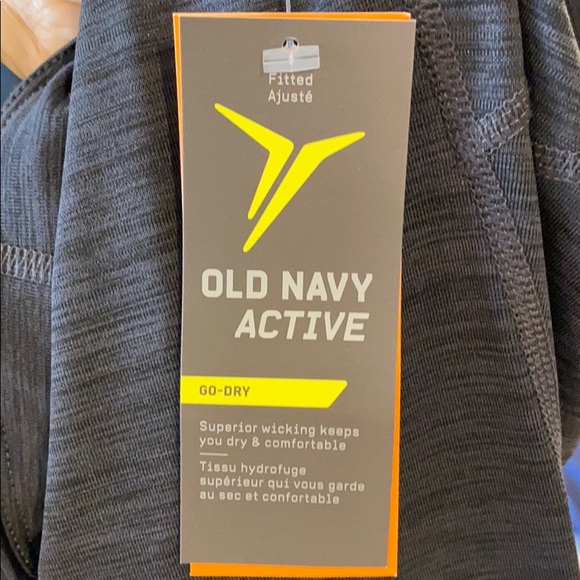 Fitted
Ajusté
OLD NAVY
ACTIVE
GO-DRY
Superior wicking keeps
you dry & comfortable
Tissu hydrofuge
supérieur qui vous garde
au sec et confortable